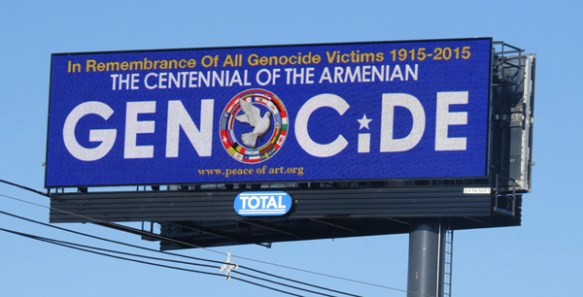 In Remembrance Of All Genocide Victims 1915-2015
THE CENTENNIAL OF THE ARMENIAN
GENOCiDE
www.peace of art.org
TOTAL